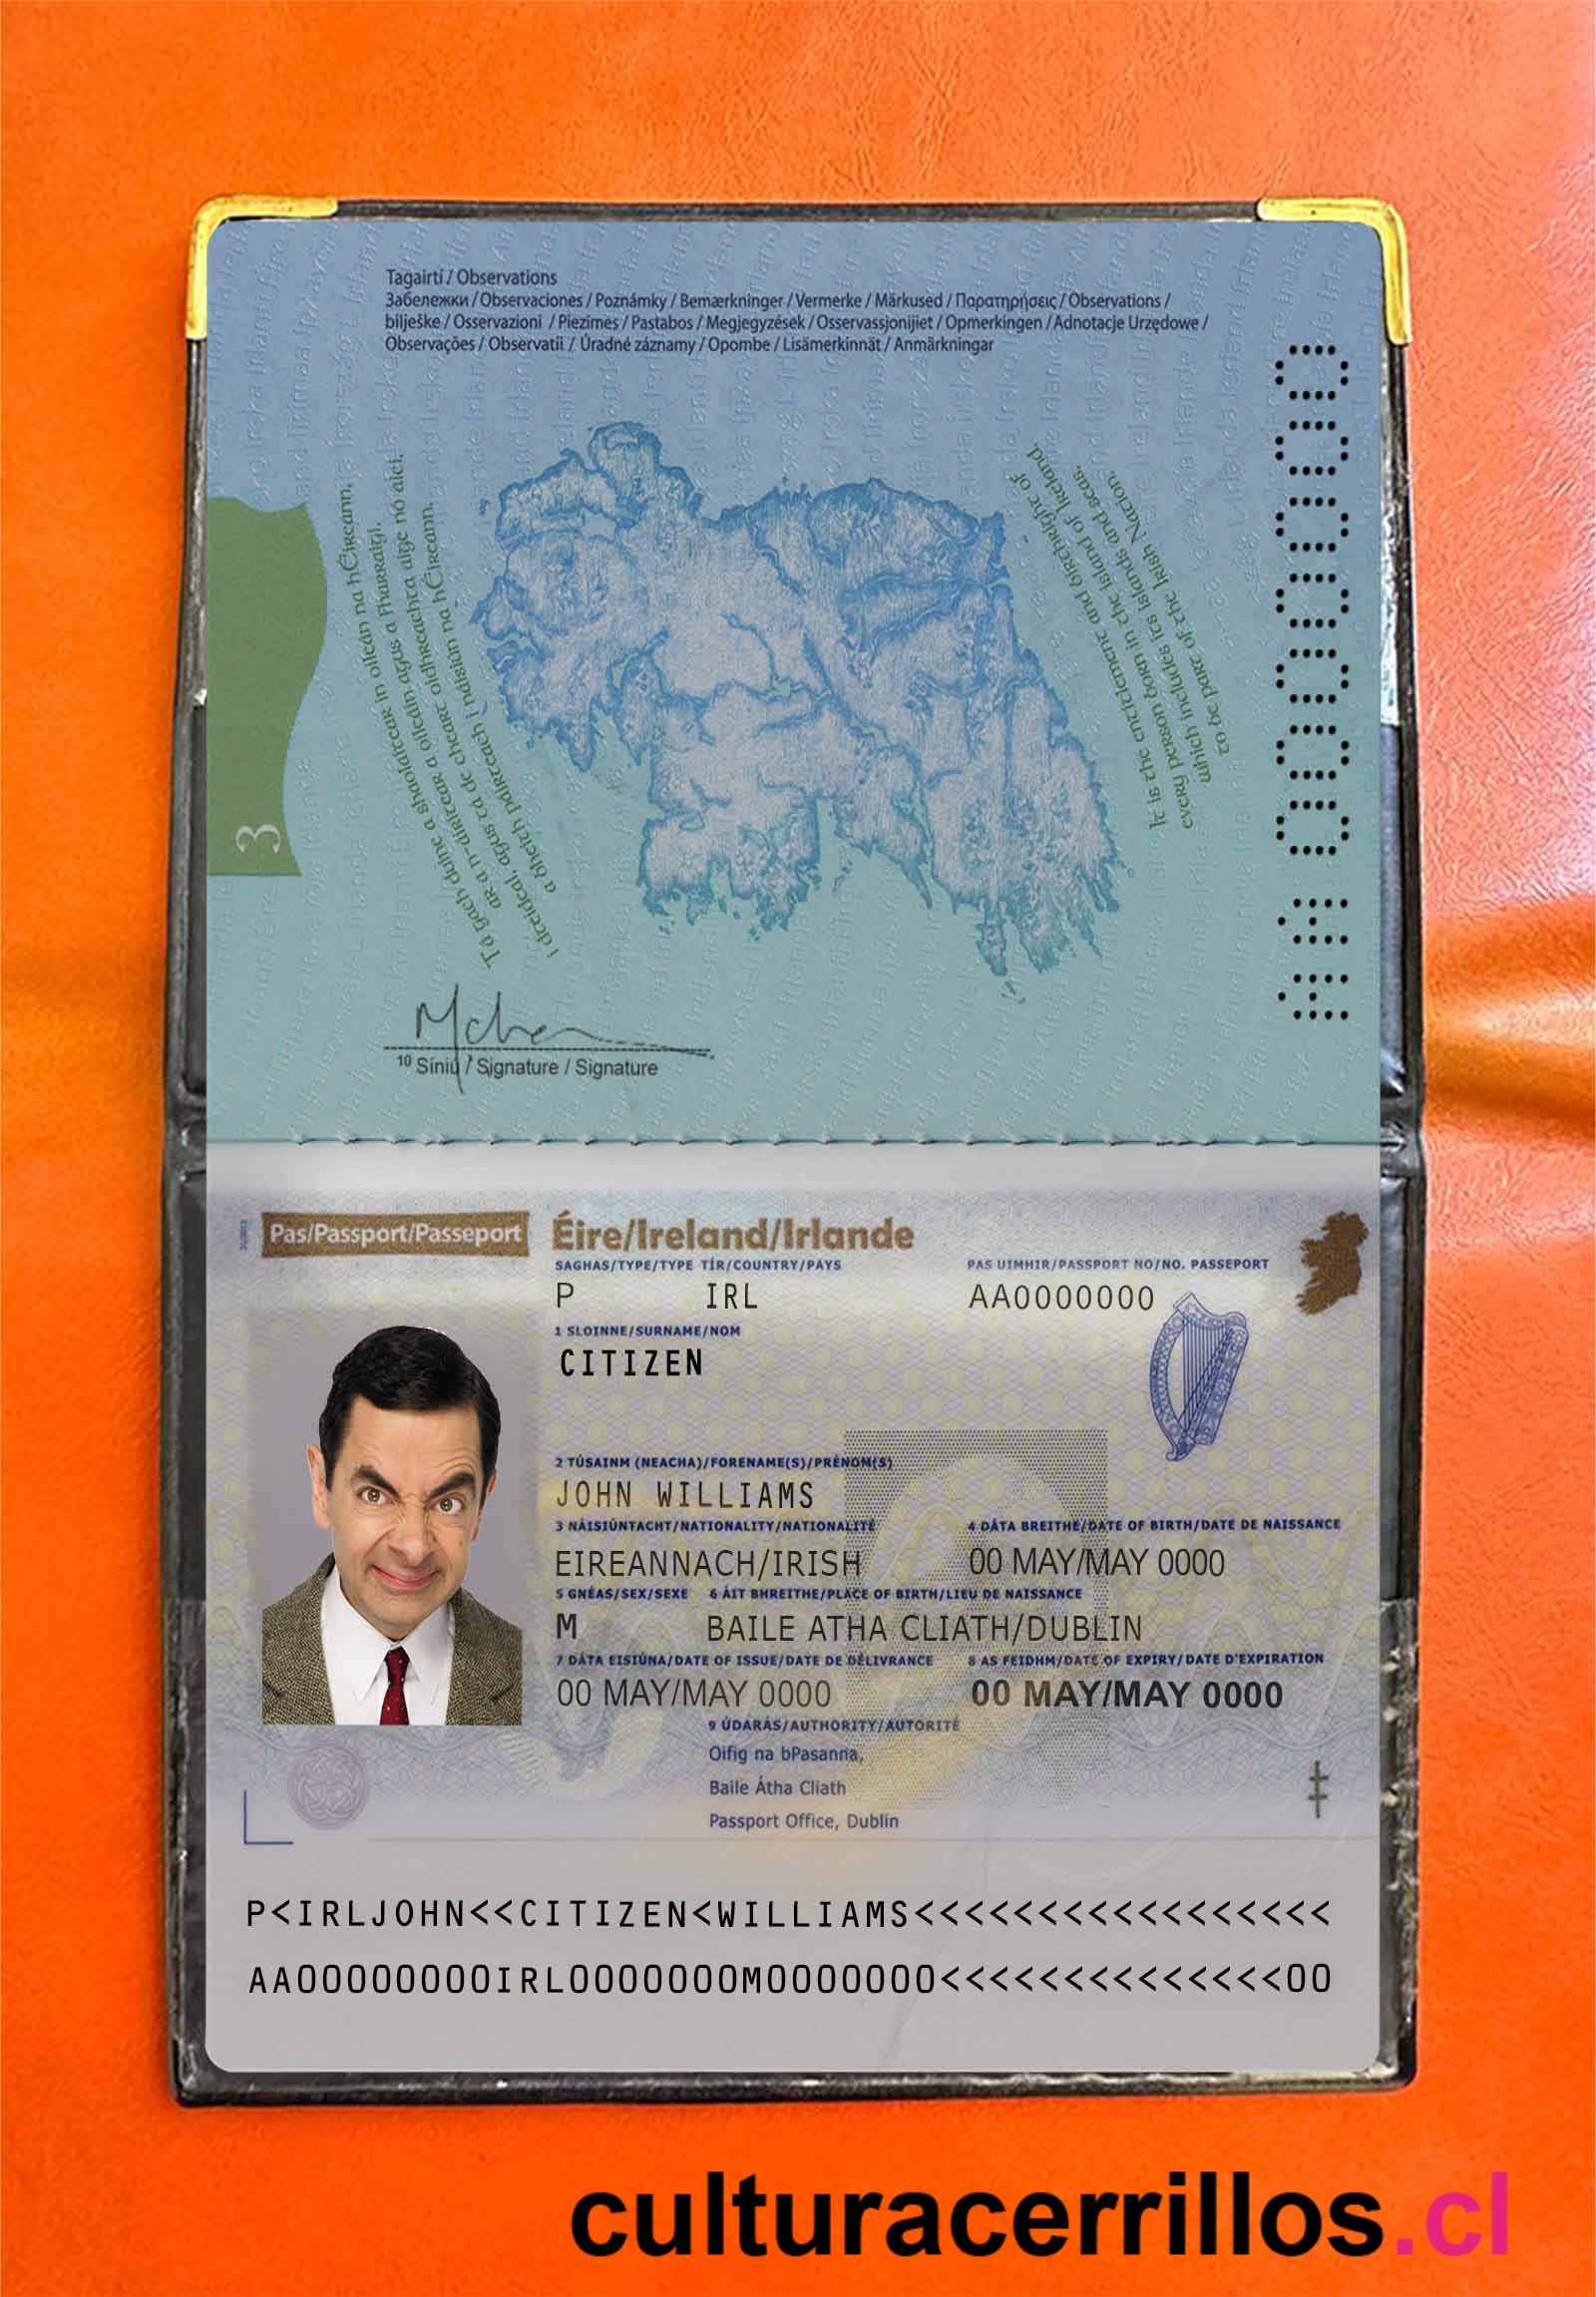 Tagairtí / Observations
Забележки / Observaciones / Poznámky / Bemærkninger / Vermerke / Märkused / Παρατηρήσεις / Observations /
bilješke / Osservazioni / Piezīmes / Pastabos / Megjegyzések / Osservassjonijiet / Opmerkingen / Adnotacje Urzędowe /
Observações / Observatii / Úradné záznamy / Opombe / Lisämerkinnät / Anmärkningar
Tá gach duine a shaolaítear in oileán na hÉireann,
ar a n-áirítear a oileáin agus a fharraigí,
i dteideal, agus tá de cheart oidhreachta aige nó aici,
a bheith páirteach i náisiún na hÉireann.
It is the entitlement and birthright of
every person born in the island of Ireland,
which includes its islands and seas,
to be part of the Irish Nation.
AA 0000000
3
10 Síniú / Signature / Signature
Pas/Passport/Passeport
Éire/Ireland/Irlande
SAGHAS/TYPE/TYPE TÍR/COUNTRY/PAYS PAS UIMHIR/PASSPORT NO/NO. PASSEPORT
P IRL AA0000000
1 SLOINNE/SURNAME/NOM
CITIZEN
2 TÚSAINM (NEACHA)/FORENAME(S)/PRÉNOM(S)
JOHN WILLIAMS
3 NÁISIÚNTACHT/NATIONALITY/NATIONALITÉ 4 DÁTA BREITHE/DATE OF BIRTH/DATE DE NAISSANCE
EIREANNACH/IRISH 00 MAY/MAY 0000
5 GNÉAS/SEX/SEXE 6 ÁIT BHREITHE/PLACE OF BIRTH/LIEU DE NAISSANCE
M BAILE ATHA CLIATH/DUBLIN
7 DÁTA EISIÚNA/DATE OF ISSUE/DATE DE DÉLIVRANCE 8 AS FEIDHM/DATE OF EXPIRY/DATE D'EXPIRATION
00 MAY/MAY 0000 00 MAY/MAY 0000
9 ÚDARÁS/AUTHORITY/AUTORITÉ
Oifig na bPasanna,
Baile Átha Cliath
Passport Office, Dublin
P<IRLJOHN<<CITIZEN<WILLIAMS<<<<<<<<<<<<<<<<<
AA00000000IRL0000000M0000000<<<<<<<<<<<<<<00
culturacerrillos.cl